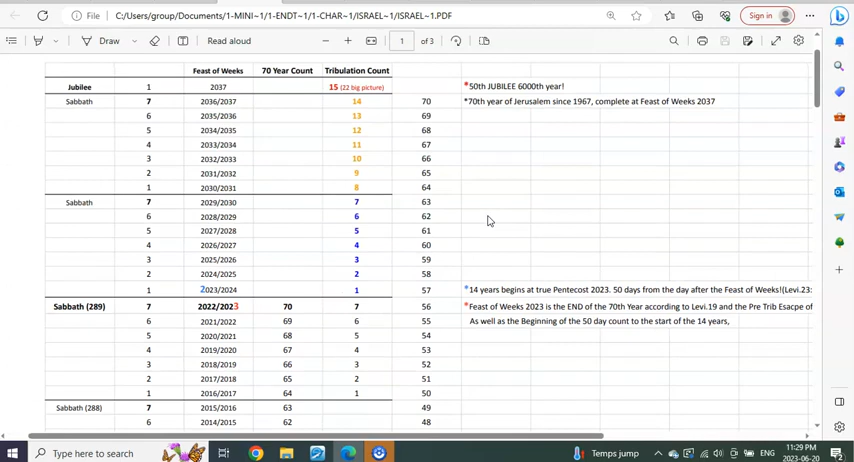 C:/Users/group/Documents/1-MINI~1/1-ENDT~1/1-CHAR~1/ISRAEL~1/ISRAEL~1.PDF
Sign in
Draw
Read aloud
1
of 3
Feast of Weeks 70 Year Count Tribulation Count
Jubilee 1 2037 15 (22 big picture) *50th JUBILEE 6000th year!
Sabbath 7 2036/2037 14 70 *70th year of Jerusalem since 1967, complete at Feast of Weeks 2037
6 2035/2036 13 69
5 2034/2035 12 68
4 2033/2034 11 67
3 2032/2033 10 66
2 2031/2032 9 65
1 2030/2031 8 64
Sabbath 7 2029/2030 7 63
6 2028/2029 6 62
5 2027/2028 5 61
4 2026/2027 4 60
3 2025/2026 3 59
2 2024/2025 2 58
1 2023/2024 1 57 *14 years begins at true Pentecost 2023. 50 days from the day after the Feast of Weeks!(Levi.23:
Sabbath (289) 7 2022/2023 70 7 56 *Feast of Weeks 2023 is the END of the 70th Year according to Levi.19 and the Pre Trib Esacpe of
6 2021/2022 69 6 55 As well as the Beginning of the 50 day count to the start of the 14 years,
5 2020/2021 68 5 54
4 2019/2020 67 4 53
3 2018/2019 66 3 52
2 2017/2018 65 2 51
1 2016/2017 64 1 50
Sabbath (288) 7 2015/2016 63 49
6 2014/2015 62 48
Type here to search
Temps jump
ENG
11:29 PM
2023-06-20
2